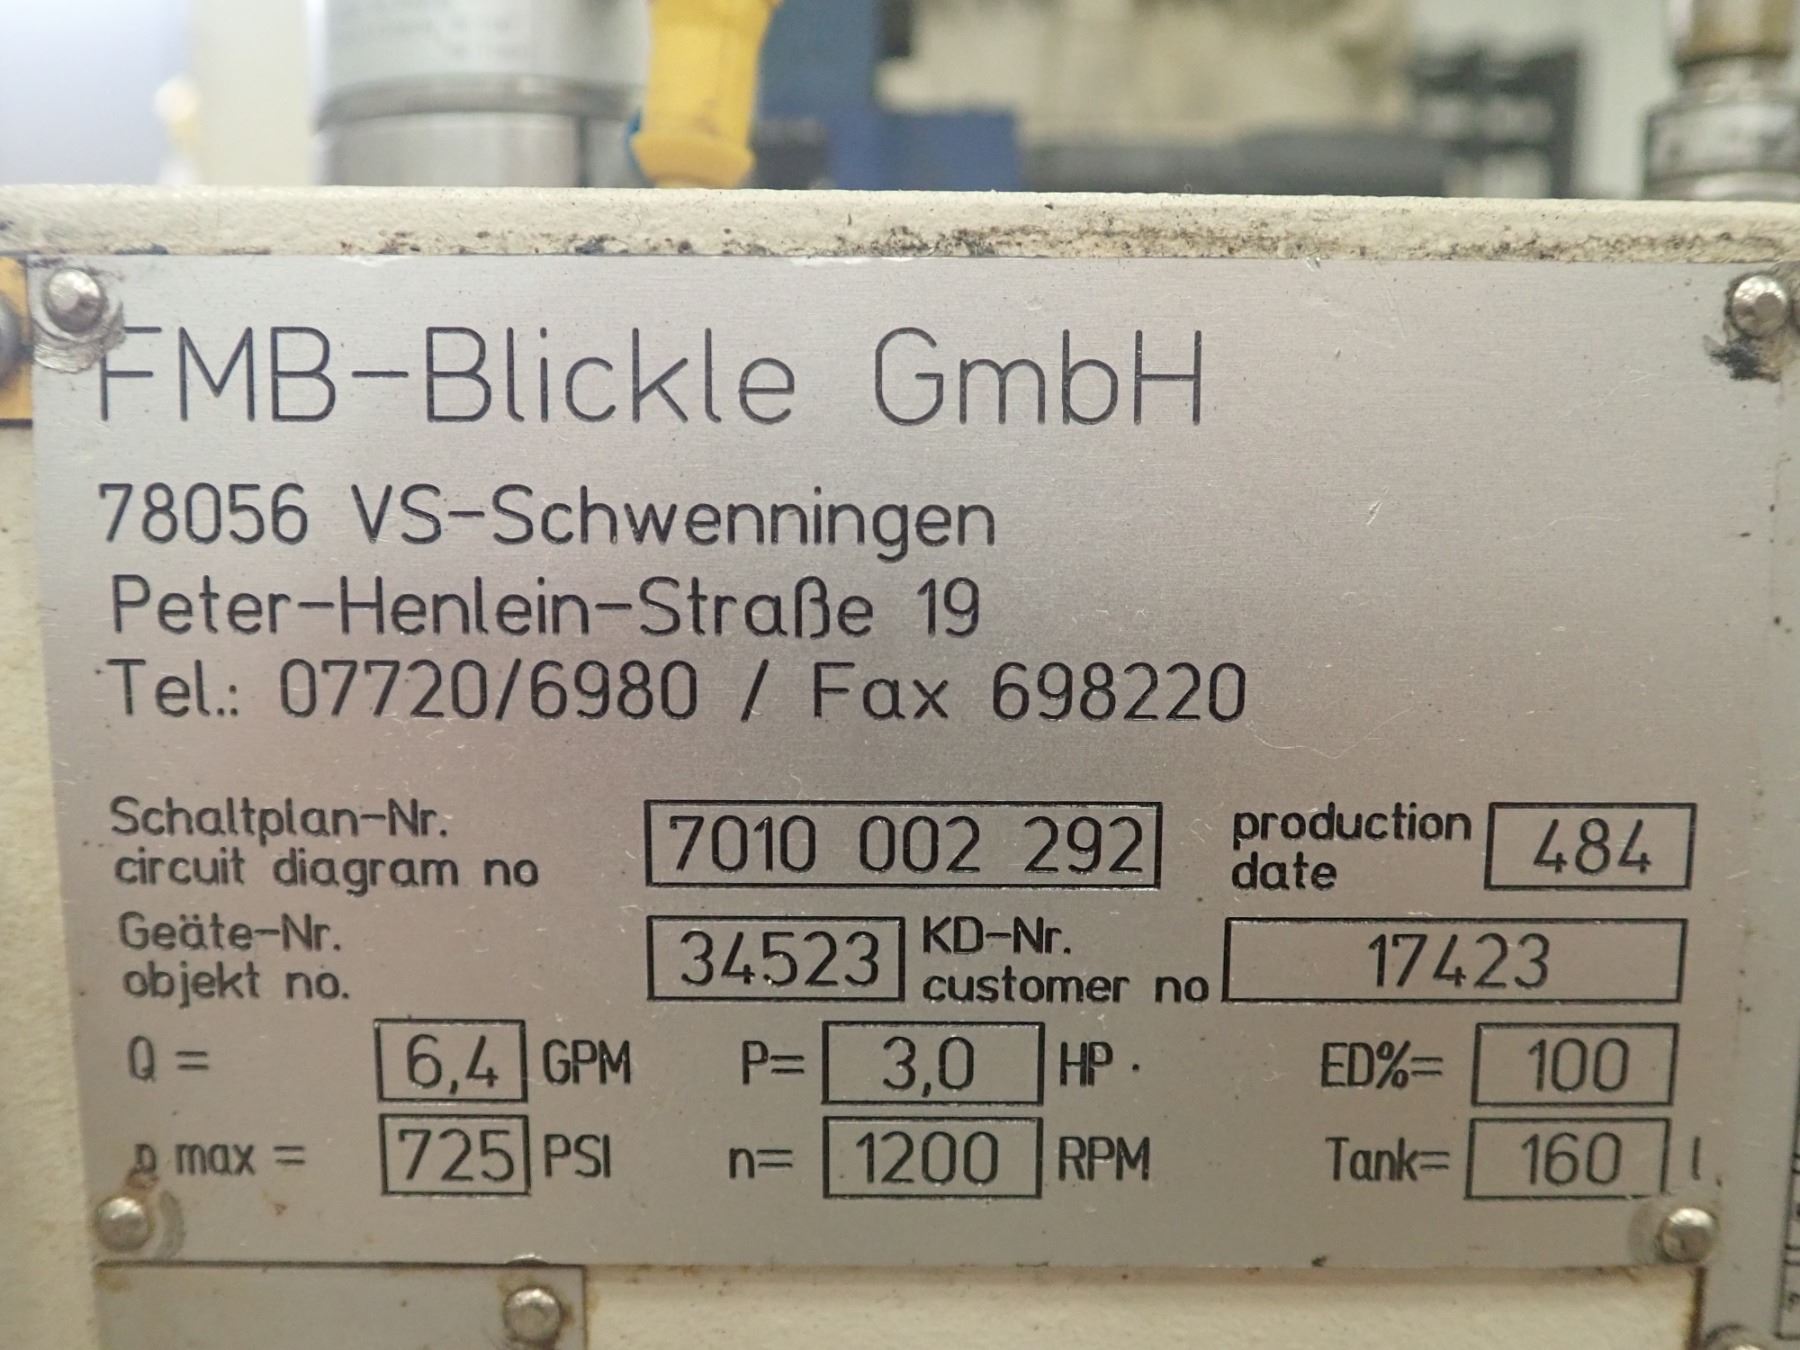 FMB-Blickle GmbH
78056 VS-Schwenningen
Peter-Henlein-Straße 19
Tel.: 07720/6980 / Fax 698220
Schaltplan-Nr.
circuit diagram no
7010 002 292
production
date
484
Geäte-Nr.
objekt no.
34523
KD-Nr.
customer no
17423
Q = 6,4 GPM P= 3,0 HP. ED%= 100
p max = 725 PSI n= 1200 RPM Tank= 160 l